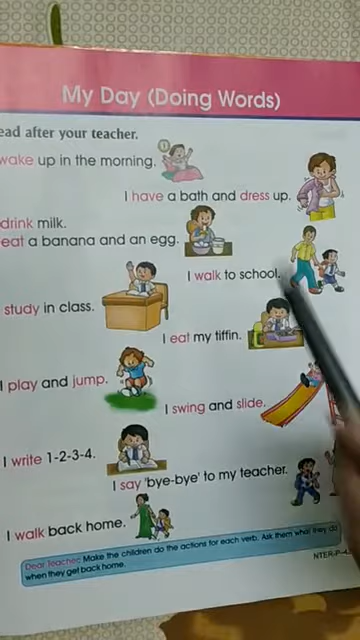 My Day (Doing Words)
ead after your teacher.
wake up in the morning.
1
I have a bath and dress up.
drink milk.
eat a banana and an egg.
I walk to school.
study in class.
I eat my tiffin.
I play and jump.
I swing and slide.
I write 1-2-3-4.
I say 'bye-bye' to my teacher.
I walk back home.
Dear Teacher: Make the children do the actions for each verb. Ask them what they do
when they get back home.
NTER-P-4